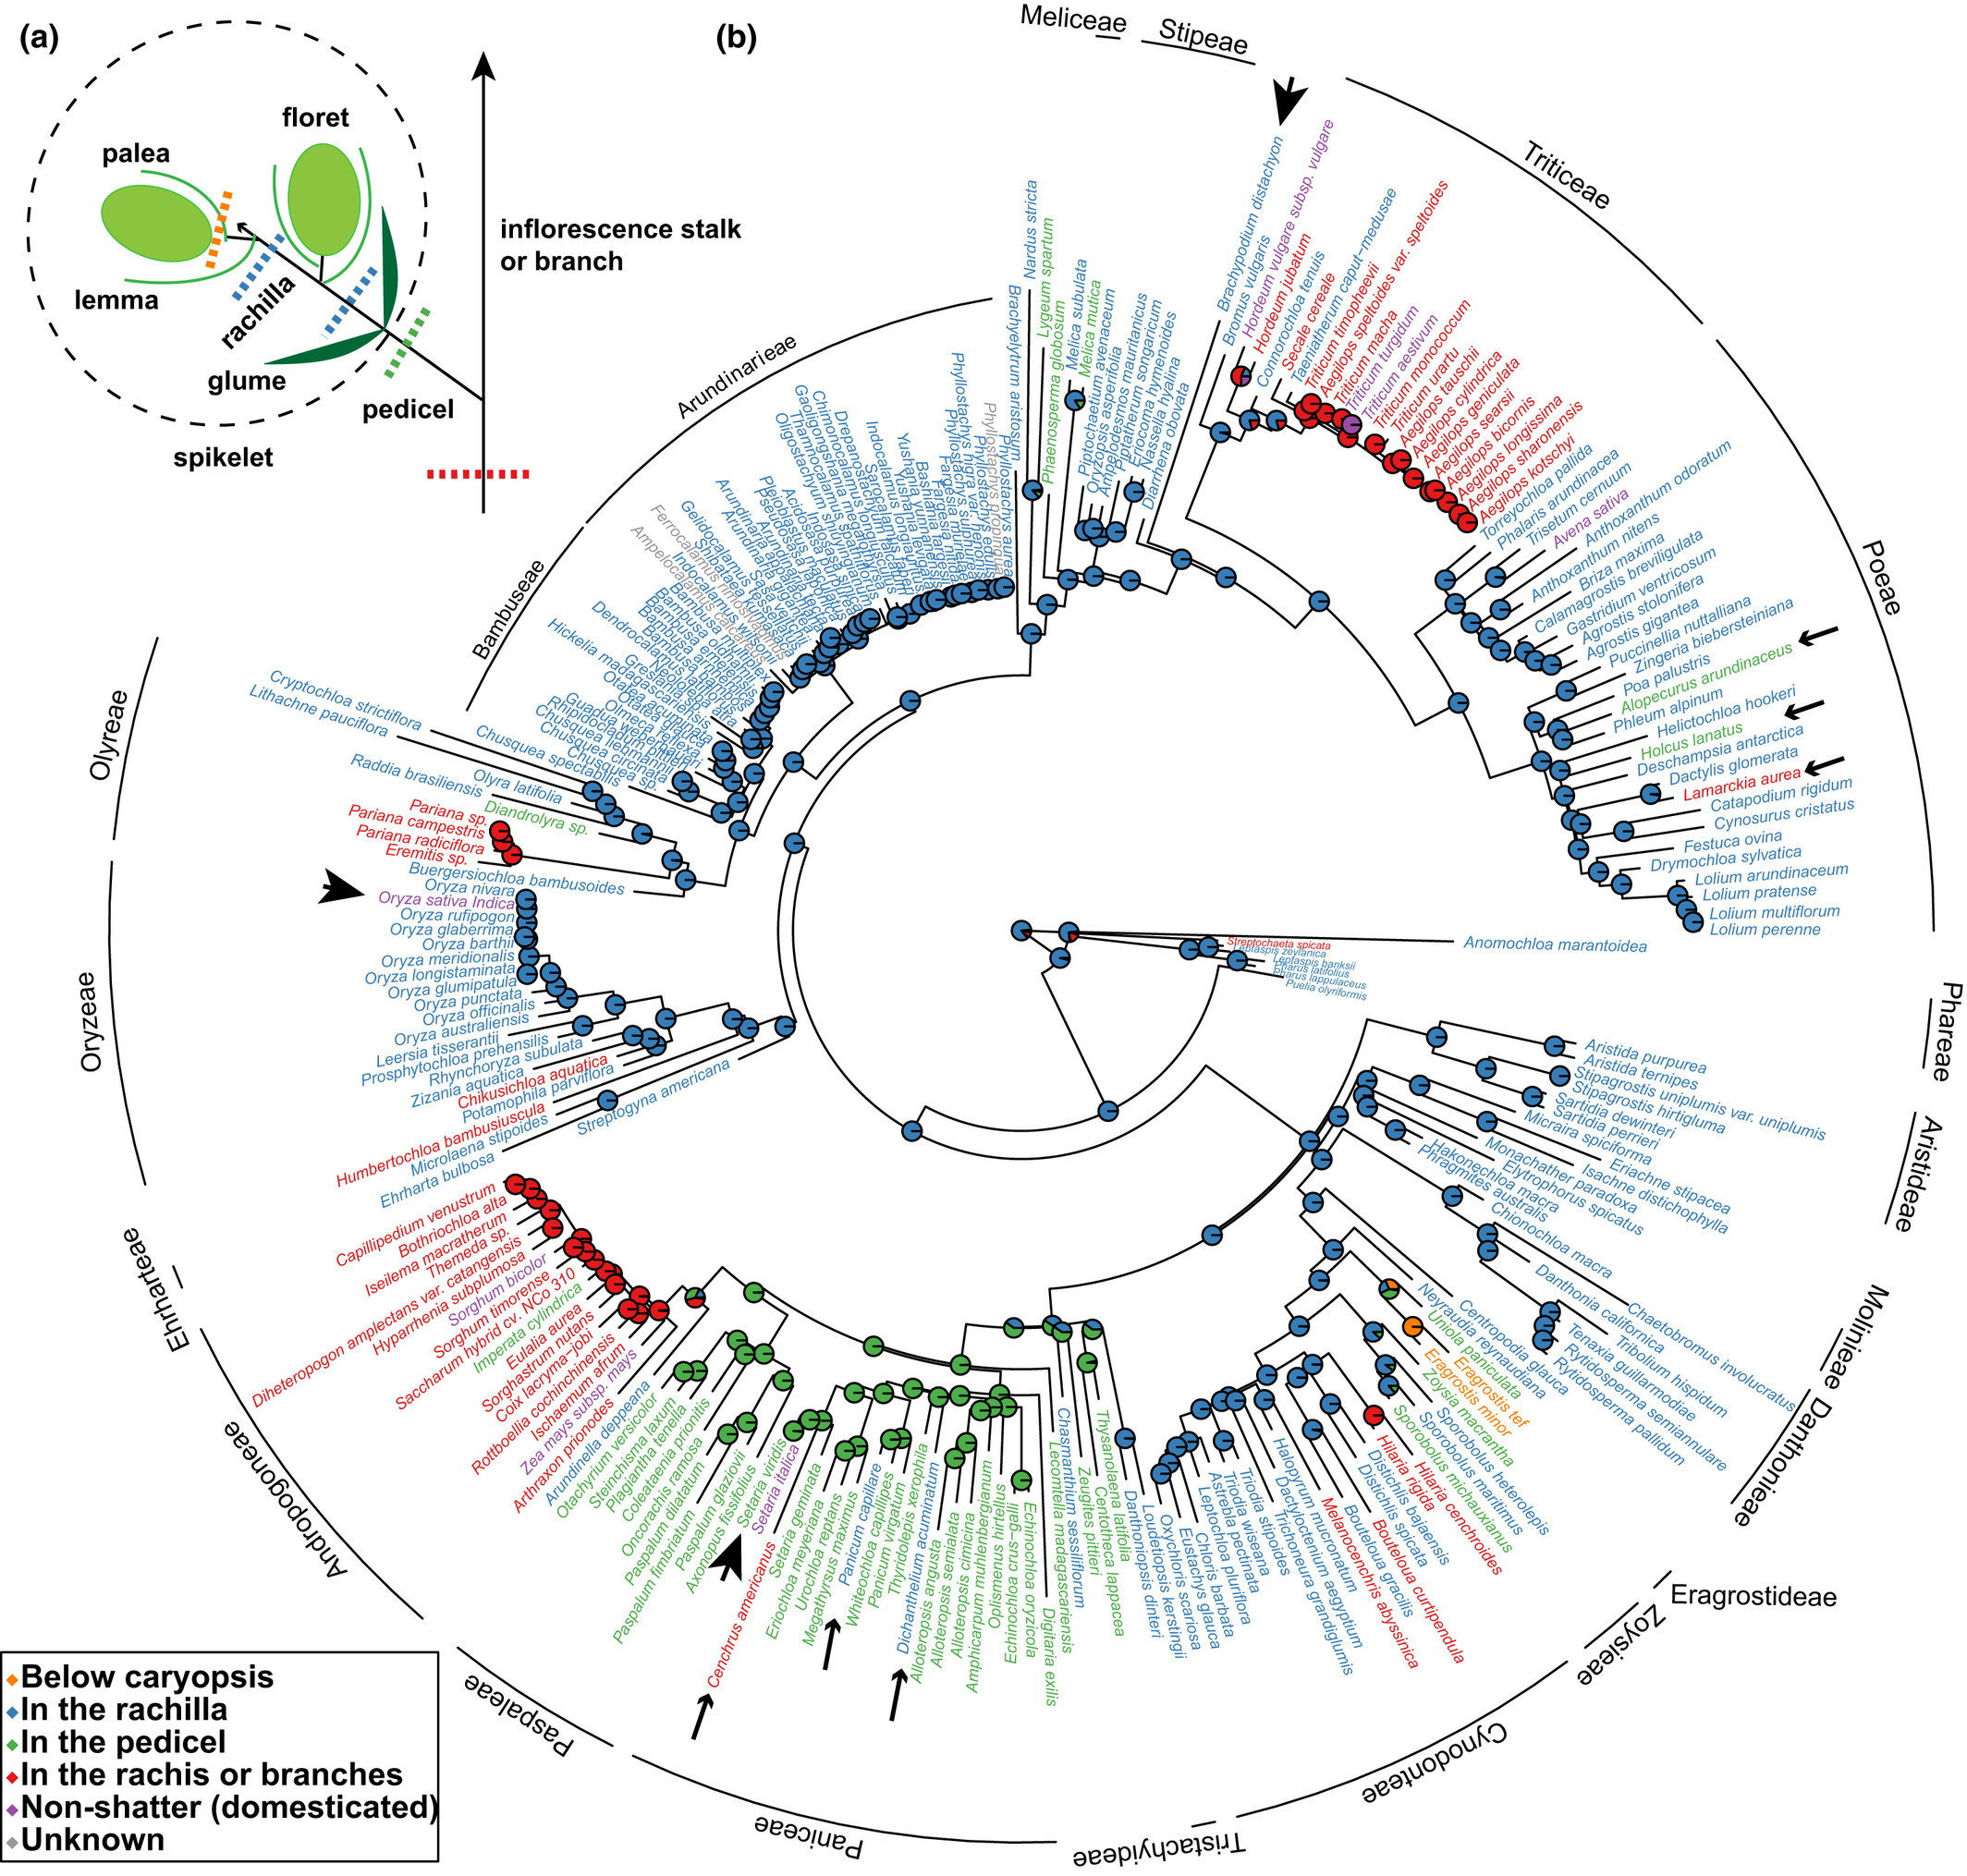 (a)
floret
palea
inflorescence stalk
or branch
lemma
rachilla
glume
pedicel
spikelet
(b)
Meliceae
Stipeae
Triticeae
Poeae
Phareae
Aristideae
Molinieae
Danthonieae
Eragrostideae
Zoysieae
Cynodonteae
Tristachyideae
Paniceae
Paspaleae
Andropogoneae
Ehrharteae
Oryzeae
Olyreae
Bambuseae
Arundinarieae
Brachyelytrum aristosum
Nardus stricta
Lygeum spartum
Phaenosperma globosum
Melica subulata
Melica mutica
Piptochaetium avenaceum
Oryzopsis asperifolia
Ampelodesmos mauritanicus
Piptatherum songaricum
Eriocoma hymenoides
Nassella hyalina
Diarrhena obovata
Brachypodium distachyon
Bromus vulgaris
Hordeum vulgare subsp. vulgare
Hordeum jubatum
Connorochloa tenuis
Secale cereale
Taeniatherum caput-medusae
Triticum timopheevii
Aegilops speltoides var. speltoides
Triticum macha
Triticum turgidum
Triticum aestivum
Triticum monococcum
Triticum urartu
Aegilops tauschii
Aegilops cylindrica
Aegilops geniculata
Aegilops searsii
Aegilops bicornis
Aegilops longissima
Aegilops sharonensis
Aegilops kotschyi
Torreyochloa pallida
Phalaris arundinacea
Trisetum cernuum
Avena sativa
Anthoxanthum odoratum
Anthoxanthum nitens
Briza maxima
Calamagrostis breviligulata
Gastridium ventricosum
Agrostis stolonifera
Agrostis gigantea
Puccinellia nuttalliana
Zingeria biebersteiniana
Poa palustris
Alopecurus arundinaceus
Phleum alpinum
Helictochloa hookeri
Holcus lanatus
Deschampsia antarctica
Dactylis glomerata
Lamarckia aurea
Catapodium rigidum
Cynosurus cristatus
Festuca ovina
Drymochloa sylvatica
Lolium arundinaceum
Lolium pratense
Lolium multiflorum
Lolium perenne
Anomochloa marantoidea
Streptochaeta spicata
Leptaspis zeylanica
Leptaspis banksii
Pharus latifolius
Pharus lappulaceus
Puelia olyriformis
Aristida purpurea
Aristida ternipes
Stipagrostis uniplumis var. uniplumis
Stipagrostis hirtigluma
Sartidia dewinteri
Sartidia perrieri
Micraira spiciforma
Eriachne stipacea
Isachne distichophylla
Monachather paradoxa
Elytrophorus spicatus
Hakonechloa macra
Phragmites australis
Chionochloa macra
Chaetobromus involucratus
Danthonia californica
Tribolium hispidum
Tenaxia guillarmodiae
Rytidosperma semiannulare
Rytidosperma pallidum
Centropodia glauca
Neyraudia reynaudiana
Uniola paniculata
Eragrostis tef
Eragrostis minor
Zoysia macrantha
Sporobolus heterolepis
Sporobolus maritimus
Sporobolus michauxianus
Hilaria cenchroides
Hilaria rigida
Distichlis bajaensis
Distichlis spicata
Bouteloua curtipendula
Bouteloua gracilis
Melanocenchris abyssinica
Halopyrum mucronatum
Dactyloctenium aegyptium
Trichoneura grandiglumis
Triodia stipoides
Triodia wiseana
Astrebla pectinata
Leptochloa pluriflora
Chloris barbata
Eustachys glauca
Oxychloris scariosa
Loudetiopsis kerstingii
Danthoniopsis dinteri
Thysanolaena latifolia
Centotheca lappacea
Zeugites pittieri
Chasmanthium sessiliflorum
Lecomtella madagascariensis
Digitaria exilis
Echinochloa oryzicola
Echinochloa crus-galli
Oplismenus hirtellus
Amphicarpum muhlenbergianum
Alloteropsis cimicina
Alloteropsis semialata
Alloteropsis angusta
Dichanthelium acuminatum
Thyridolepis xerophila
Panicum virgatum
Whiteochloa capillipes
Panicum capillare
Megathyrsus maximus
Urochloa reptans
Eriochloa meyeriana
Setaria geminata
Cenchrus americanus
Setaria italica
Setaria viridis
Axonopus fissifolius
Paspalum glaziovii
Paspalum fimbriatum
Paspalum dilatatum
Oncorachis ramosa
Coleataenia prionitis
Plagiantha tenella
Steinchisma laxum
Otachyrium versicolor
Arundinella deppeana
Arthraxon prionodes
Zea mays subsp. mays
Ischaemum afrum
Rottboellia cochinchinensis
Coix lacryma-jobi
Sorghastrum nutans
Eulalia aurea
Imperata cylindrica
Saccharum hybrid cv. NCo 310
Sorghum timorense
Sorghum bicolor
Hyparrhenia subplumosa
Diheteropogon amplectans var. catangensis
Themeda sp.
Iseilema macratherum
Bothriochloa alta
Capillipedium venustrum
Ehrharta bulbosa
Microlaena stipoides
Humbertochloa bambusiuscula
Streptogyna americana
Potamophila parviflora
Chikusichloa aquatica
Zizania aquatica
Rhynchoryza subulata
Prosphytochloa prehensilis
Leersia tisserantii
Oryza australiensis
Oryza officinalis
Oryza punctata
Oryza glumipatula
Oryza longistaminata
Oryza meridionalis
Oryza barthii
Oryza glaberrima
Oryza rufipogon
Oryza sativa Indica
Oryza nivara
Buergersiochloa bambusoides
Eremitis sp.
Pariana radiciflora
Pariana campestris
Pariana sp.
Diandrolyra sp.
Raddia brasiliensis
Olyra latifolia
Lithachne pauciflora
Cryptochloa strictiflora
Chusquea spectabilis
Chusquea sp.
Chusquea circinata
Chusquea liebmannii
Rhipidocladum pittieri
Guadua weberbaueri
Olmeca reflexa
Otatea acuminata
Hickelia madagascariensis
Greslania sp.
Neololeba atra
Dendrocalamus latiflorus
Ampelocalamus calcareus
Ferrocalamus rimosivaginus
Gelidocalamus tessellatus
Phyllostachys propinqua
Phyllostachys aurea
Phyllostachys edulis
Phyllostachys nigra var. henonis
Phyllostachys sulphurea
Below caryopsis
In the rachilla
In the pedicel
In the rachis or branches
Non-shatter (domesticated)
Unknown